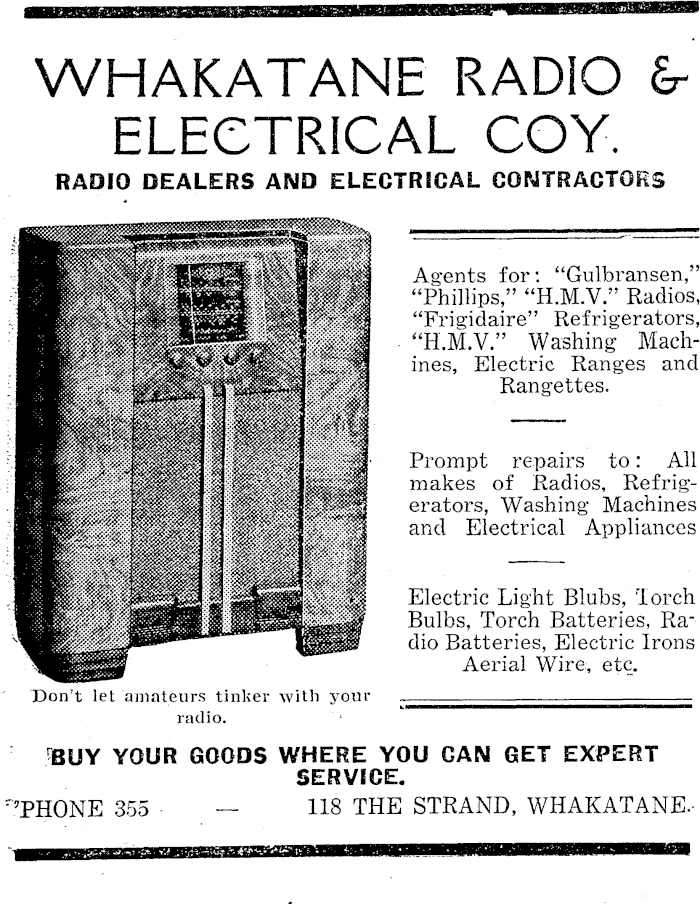 WHAKATANE RADIO &
ELECTRICAL COY.
RADIO DEALERS AND ELECTRICAL CONTRACTORS
Agents for: "Gulbransen,"
"Phillips," "H.M.V." Radios,
"Frigidaire" Refrigerators,
"H.M.V." Washing Mach-
ines, Electric Ranges and
Rangettes.
Prompt repairs to: All
makes of Radios, Refrig-
erators, Washing Machines
and Electrical Appliances
Electric Light Blubs, Torch
Bulbs, Torch Batteries, Ra-
dio Batteries, Electric Irons
Aerial Wire, etc.
Don't let amateurs tinker with your
radio.
BUY YOUR GOODS WHERE YOU CAN GET EXPERT
SERVICE.
'PHONE 355 — 118 THE STRAND, WHAKATANE.